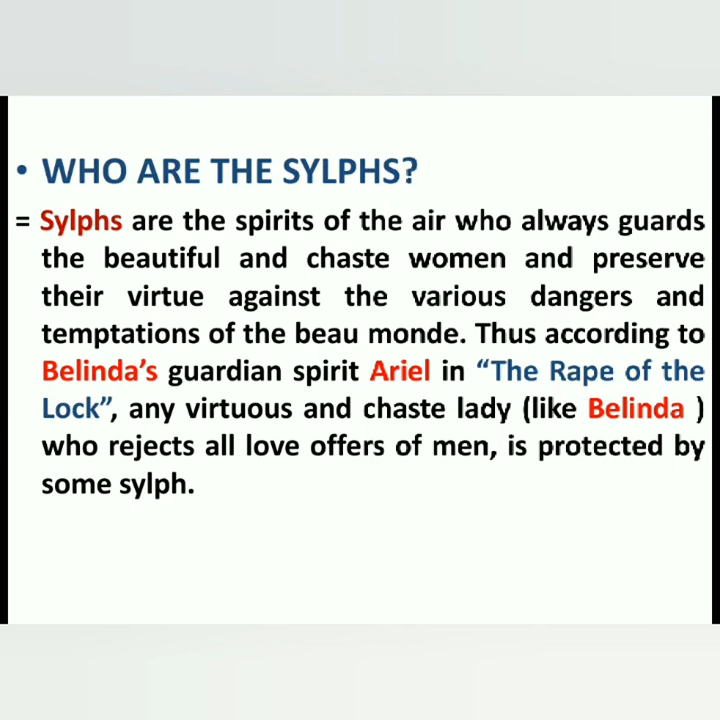 • WHO ARE THE SYLPHS?
= Sylphs are the spirits of the air who always guards
the beautiful and chaste women and preserve
their virtue against the various dangers and
temptations of the beau monde. Thus according to
Belinda’s guardian spirit Ariel in “The Rape of the
Lock”, any virtuous and chaste lady (like Belinda )
who rejects all love offers of men, is protected by
some sylph.